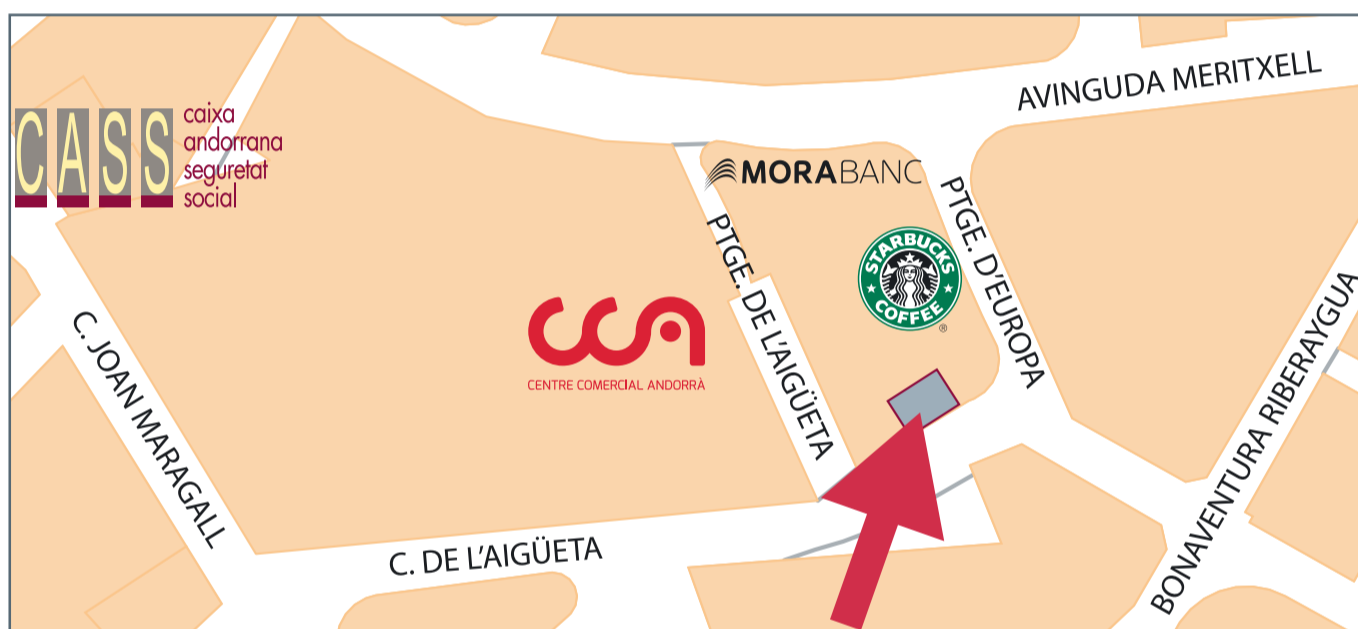 AVINGUDA MERITXELL
CASS
caixa
andorrana
seguretat
social
MORABANC
PTGE. DE L'AIGÜETA
PTGE. D'EUROPA
STARBUCKS
COFFEE
®
CENTRE COMERCIAL ANDORRÀ
C. JOAN MARAGALL
BONAVENTURA RIBERAYGUA
C. DE L'AIGÜETA